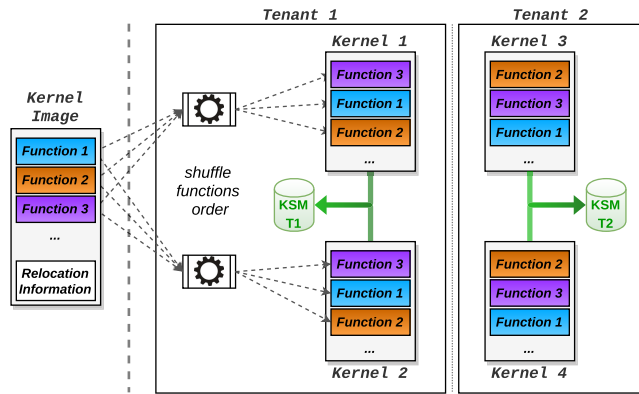 Tenant 1
Tenant 2
Kernel
Image
Function 1
Function 2
Function 3
...
Relocation
Information
shuffle
functions
order
Kernel 1
Function 3
Function 1
Function 2
...
KSM
T1
Function 3
Function 1
Function 2
...
Kernel 2
Kernel 3
Function 2
Function 3
Function 1
...
KSM
T2
Function 2
Function 3
Function 1
...
Kernel 4